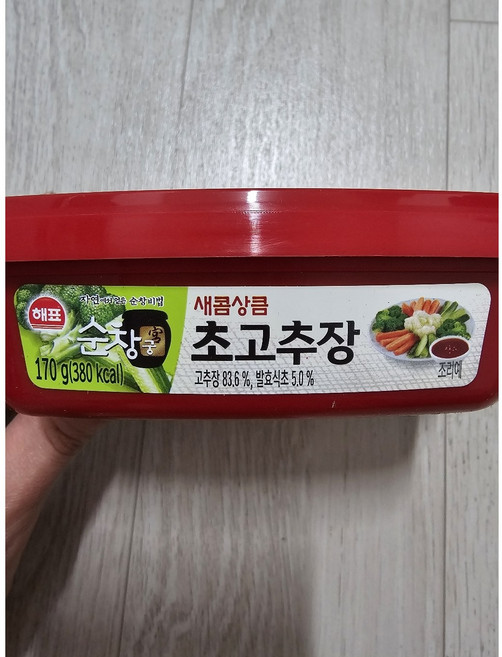 해표
자연에서 얻은 순창비법
순창궁
宮
170 g(380 kcal)
새콤상큼
초고추장
고추장 83.6 %, 발효식초 5.0 %
조리예